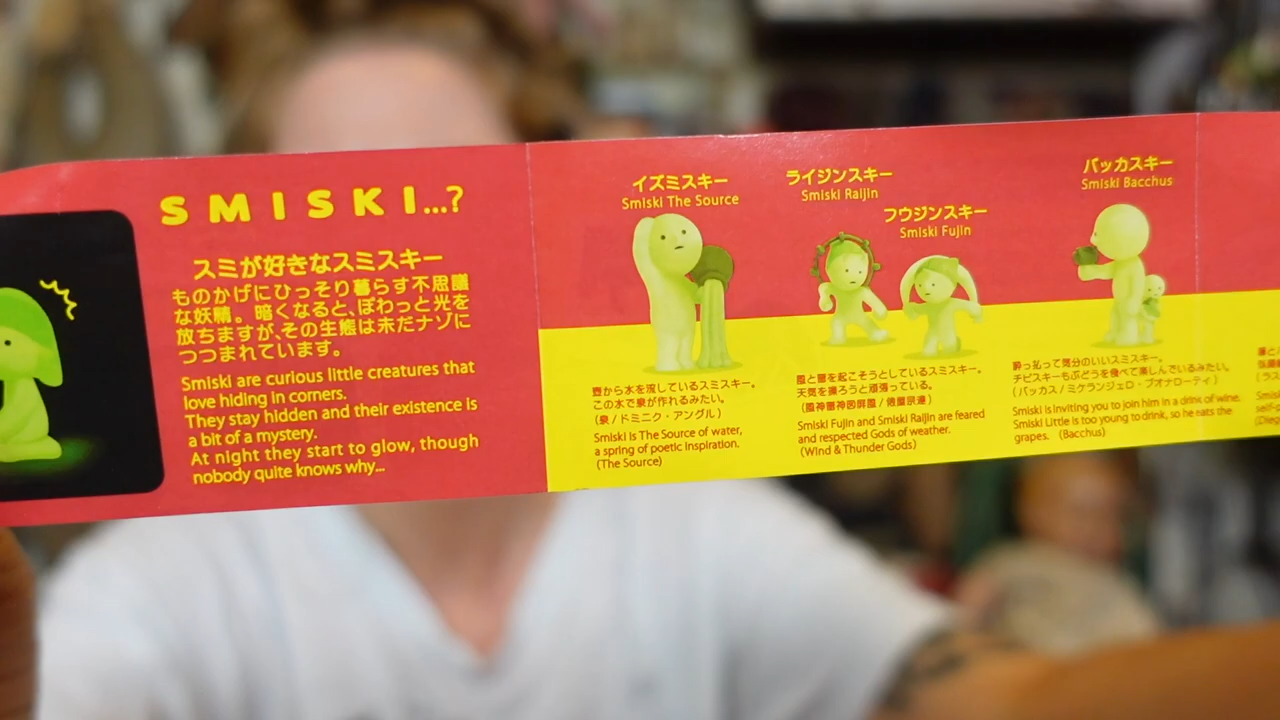 SMISKI...?
スミが好きなスミスキー
ものかげにひっそり暮らす不思議
な妖精。暗くなると、ぽわっと光を
放ちますが、その生態は未だナゾに
つつまれています。
Smiski are curious little creatures that
love hiding in corners.
They stay hidden and their existence is
a bit of a mystery.
At night they start to glow, though
nobody quite knows why...
イズミスキー
Smiski The Source
壺から水を流しているスミスキー。
この水で泉が作れるみたい。
(泉 / ドミニク・アングル)
Smiski is The Source of water,
a spring of poetic inspiration.
(The Source)
ライジンスキー
Smiski Raijin
フウジンスキー
Smiski Fujin
風と雷を起こそうとしているスミスキー。
天気を操ろうと頑張っている。
(風神雷神図屏風 / 俵屋宗達)
Smiski Fujin and Smiski Raijin are feared
and respected Gods of weather.
(Wind & Thunder Gods)
バッカスキー
Smiski Bacchus
酔っ払って気分のいいスミスキー。
チビスキーもぶどうを食べて楽しんでいるみたい。
(バッカス / ミケランジェロ・ブオナローティ)
Smiski is inviting you to join him in a drink of wine.
Smiski Little is too young to drink, so he eats the
grapes. (Bacchus)